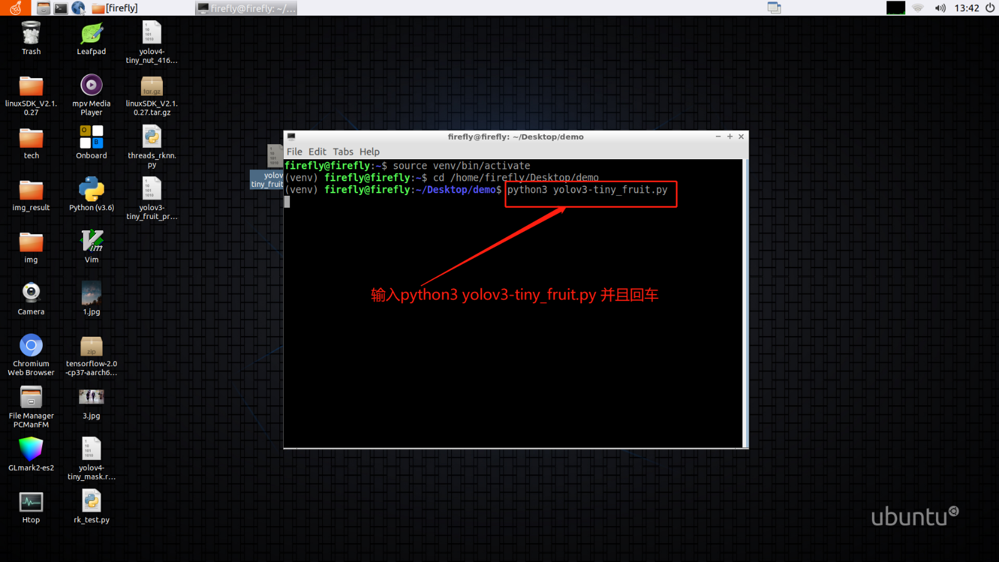 [firefly]
firefly@firefly: ~/...
13:42
Trash
Leafpad
yolov4-
tiny_nut_416...
linuxSDK_V2.1.
0.27
mpv Media
Player
tar.gz
linuxSDK_V2.1.
0.27.tar.gz
tech
Onboard
threads_rknn.
py
img_result
Python (v3.6)
yolov3-
tiny_fruit_pr...
img
Vim
Camera
1.jpg
Chromium
Web Browser
zip
tensorflow-2.0
-cp37-aarch6...
File Manager
PCManFM
3.jpg
GLmark2-es2
yolov4-
tiny_mask.r...
Htop
rk_test.py
yolov
tiny_fruit
firefly@firefly: ~/Desktop/demo
File Edit Tabs Help
firefly@firefly:~$ source venv/bin/activate
(venv) firefly@firefly:~$ cd /home/firefly/Desktop/demo
(venv) firefly@firefly:~/Desktop/demo$ python3 yolov3-tiny_fruit.py
输入python3 yolov3-tiny_fruit.py 并且回车
ubuntu